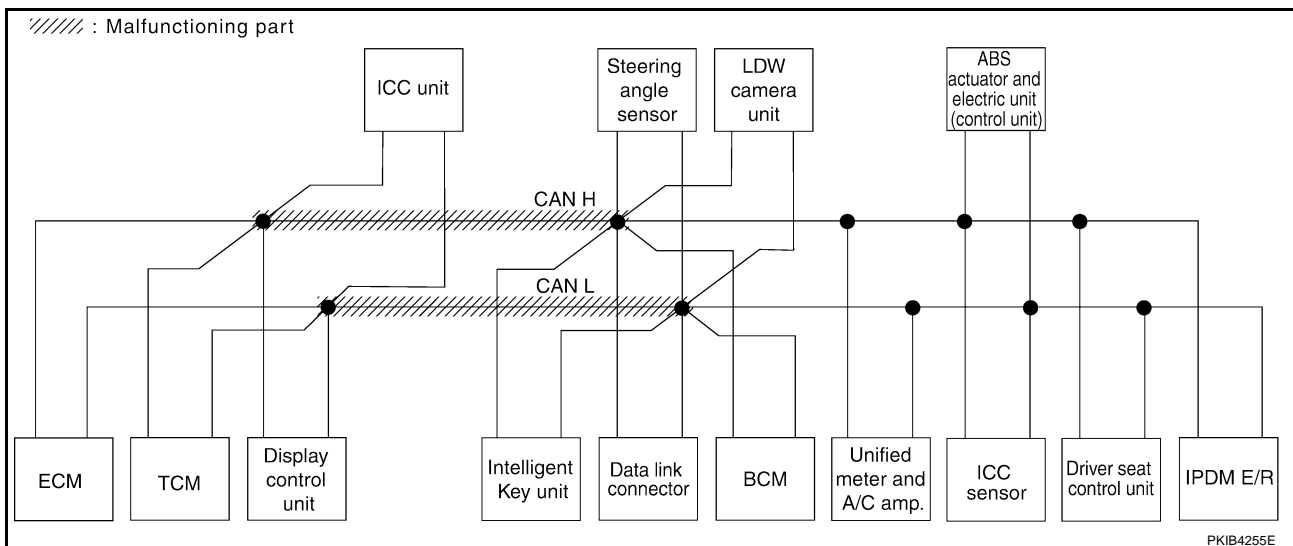 : Malfunctioning part
ICC unit
Steering
angle
sensor
LDW
camera
unit
ABS
actuator and
electric unit
(control unit)
CAN H
CAN L
ECM
TCM
Display
control
unit
Intelligent
Key unit
Data link
connector
BCM
Unified
meter and
A/C amp.
ICC
sensor
Driver seat
control unit
IPDM E/R
PKIB4255E